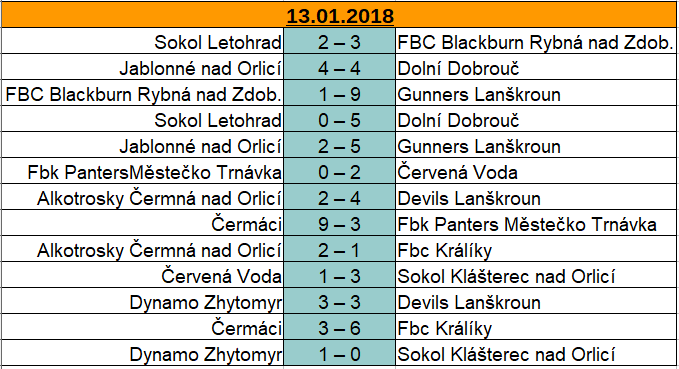 13.01.2018
Sokol Letohrad 2 – 3 FBC Blackburn Rybná nad Zdob.
Jablonné nad Orlicí 4 – 4 Dolní Dobrouč
FBC Blackburn Rybná nad Zdob. 1 – 9 Gunners Lanškroun
Sokol Letohrad 0 – 5 Dolní Dobrouč
Jablonné nad Orlicí 2 – 5 Gunners Lanškroun
Fbk PantersMěstečko Trnávka 0 – 2 Červená Voda
Alkotrosky Čermná nad Orlicí 2 – 4 Devils Lanškroun
Čermáci 9 – 3 Fbk Panters Městečko Trnávka
Alkotrosky Čermná nad Orlicí 2 – 1 Fbc Králíky
Červená Voda 1 – 3 Sokol Klášterec nad Orlicí
Dynamo Zhytomyr 3 – 3 Devils Lanškroun
Čermáci 3 – 6 Fbc Králíky
Dynamo Zhytomyr 1 – 0 Sokol Klášterec nad Orlicí